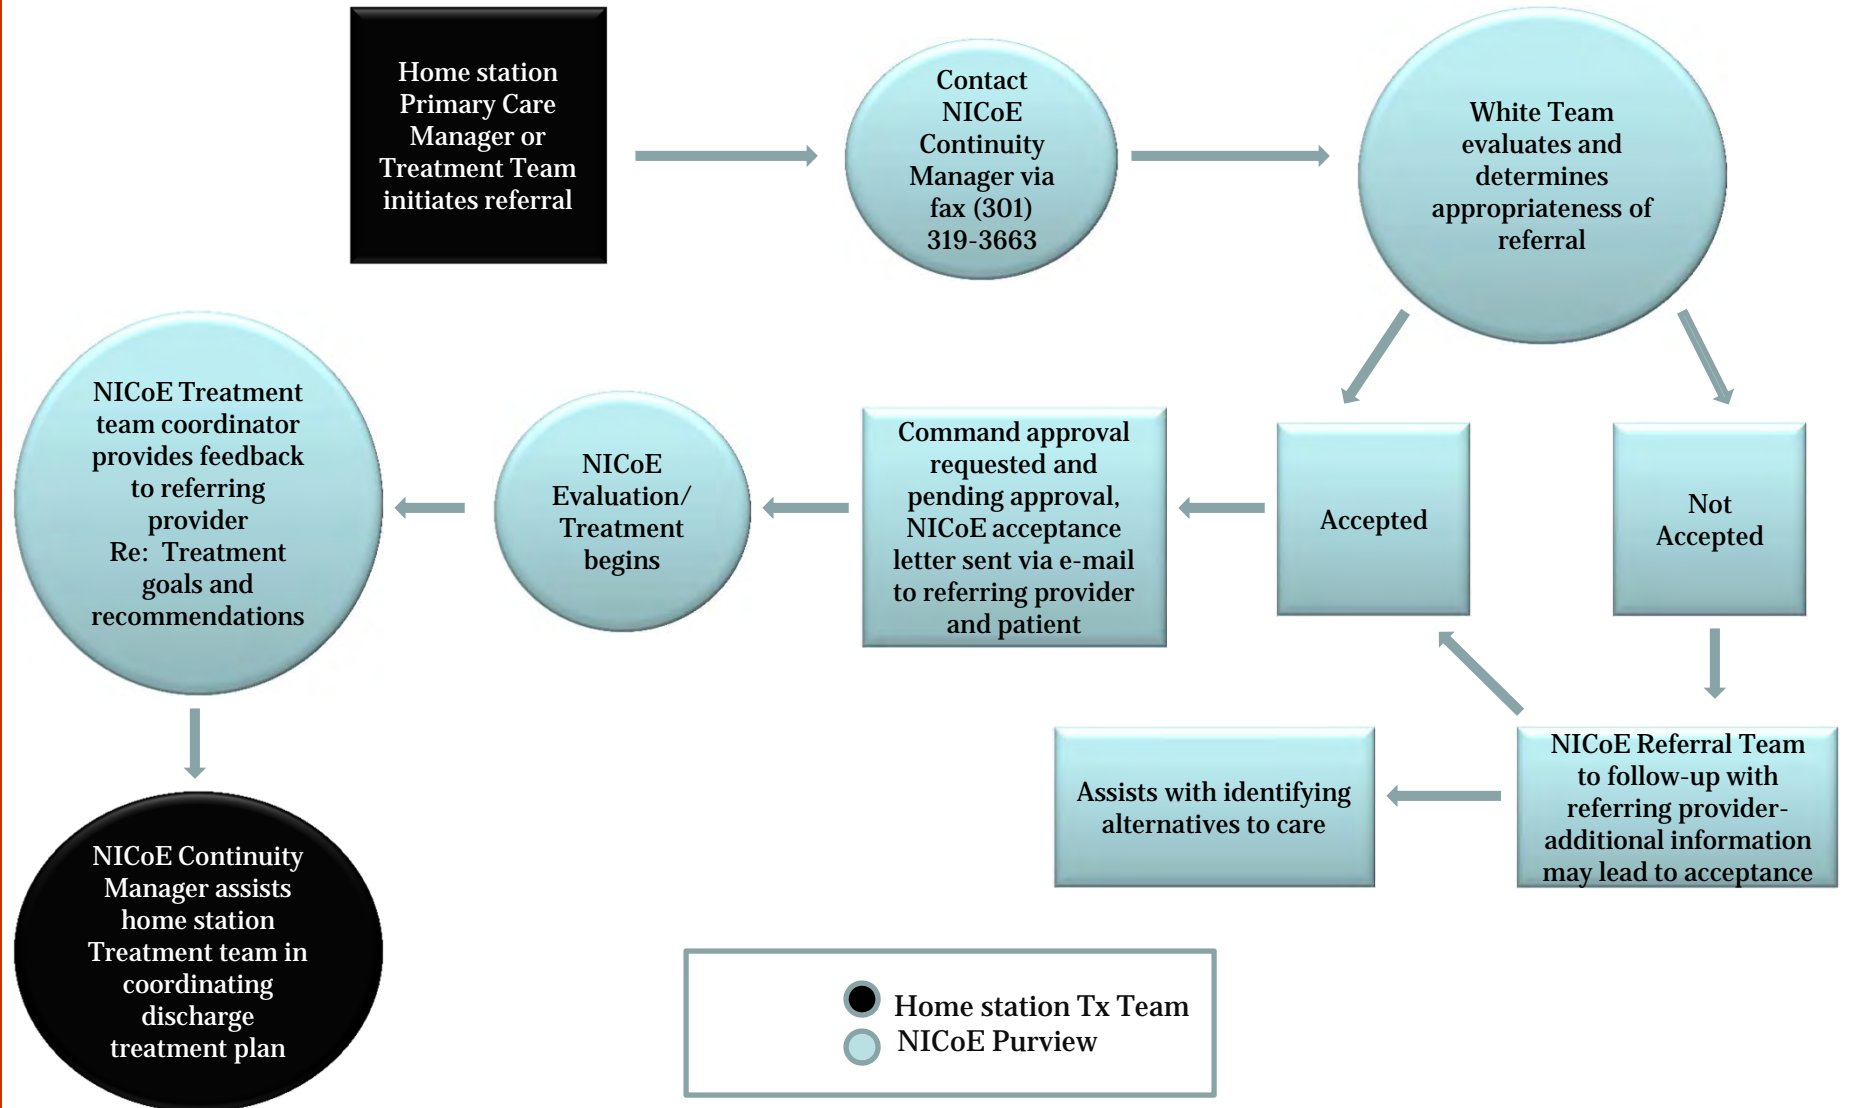 Home station
Primary Care
Manager or
Treatment Team
initiates referral
Contact
NICoE
Continuity
Manager via
fax (301)
319-3663
White Team
evaluates and
determines
appropriateness of
referral
Accepted
Not
Accepted
Command approval
requested and
pending approval,
NICoE acceptance
letter sent via e-mail
to referring provider
and patient
NICoE
Evaluation/
Treatment
begins
NICoE Treatment
team coordinator
provides feedback
to referring
provider
Re: Treatment
goals and
recommendations
NICoE Referral Team
to follow-up with
referring provider-
additional information
may lead to acceptance
Assists with identifying
alternatives to care
NICoE Continuity
Manager assists
home station
Treatment team in
coordinating
discharge
treatment plan
Home station Tx Team
NICoE Purview